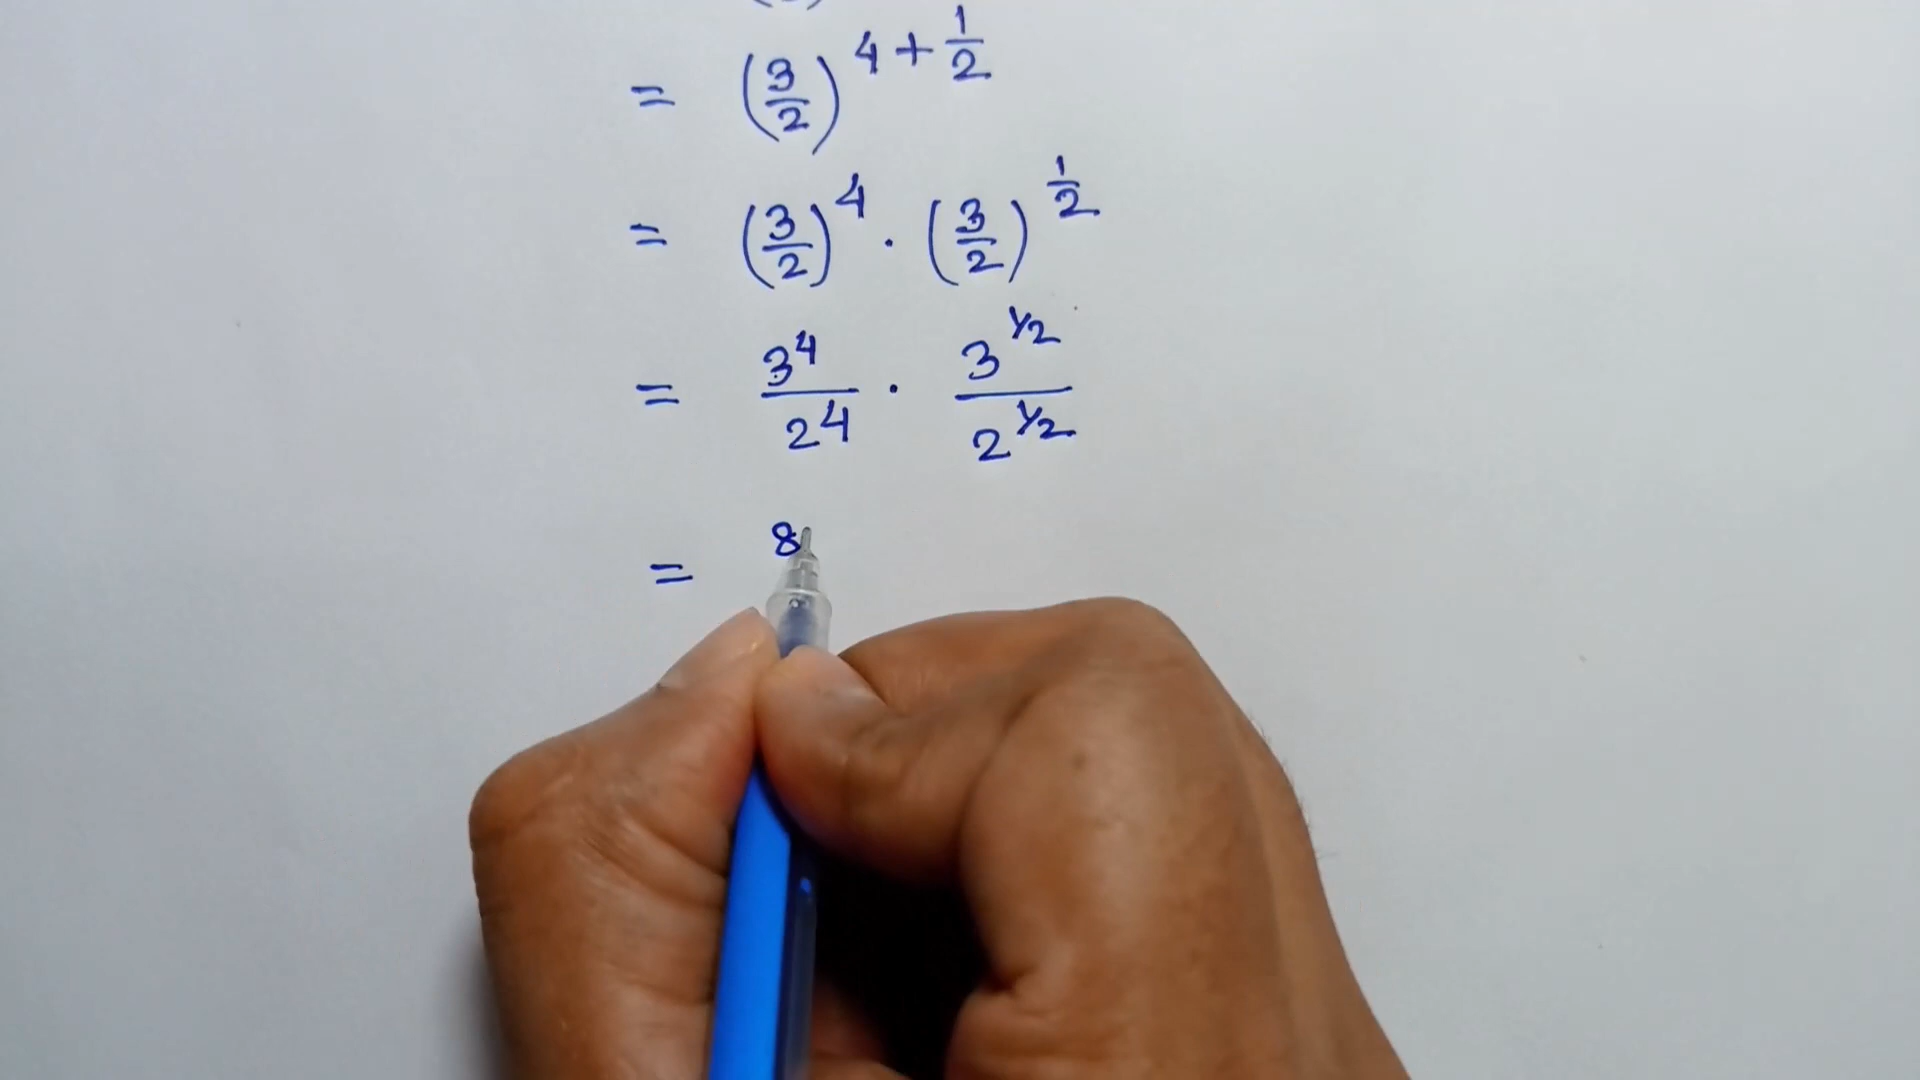 = (3/2)^(4 + 1/2)
= (3/2)^4 · (3/2)^(1/2)
= 3^4/2^4 · 3^(1/2)/2^(1/2)
= 8